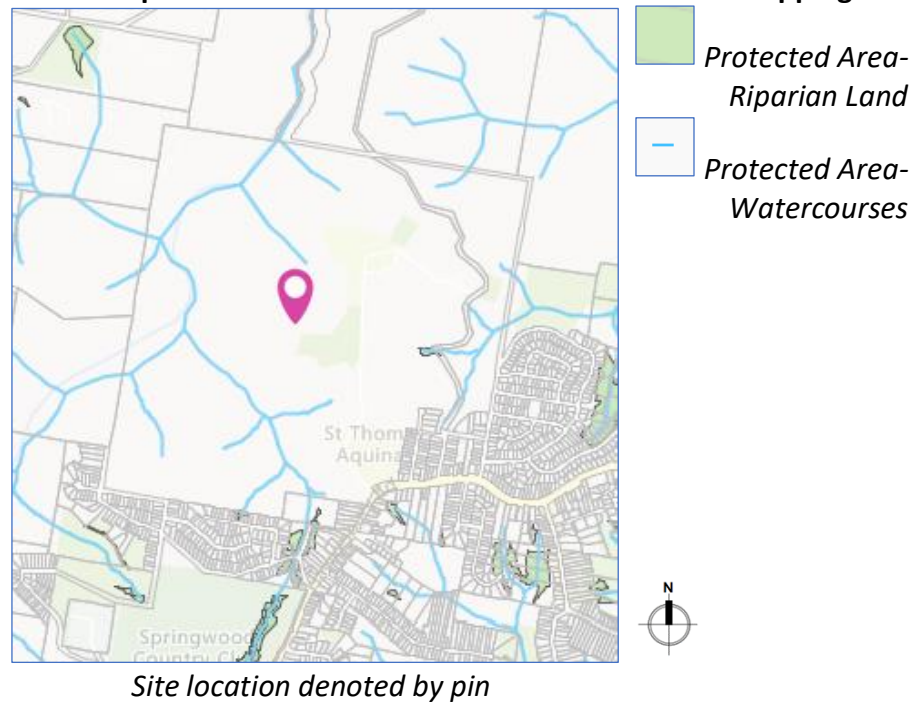 Protected Area-
Riparian Land
Protected Area-
Watercourses
St Thom
Aquina
N
Springwood
Country Cl
Site location denoted by pin